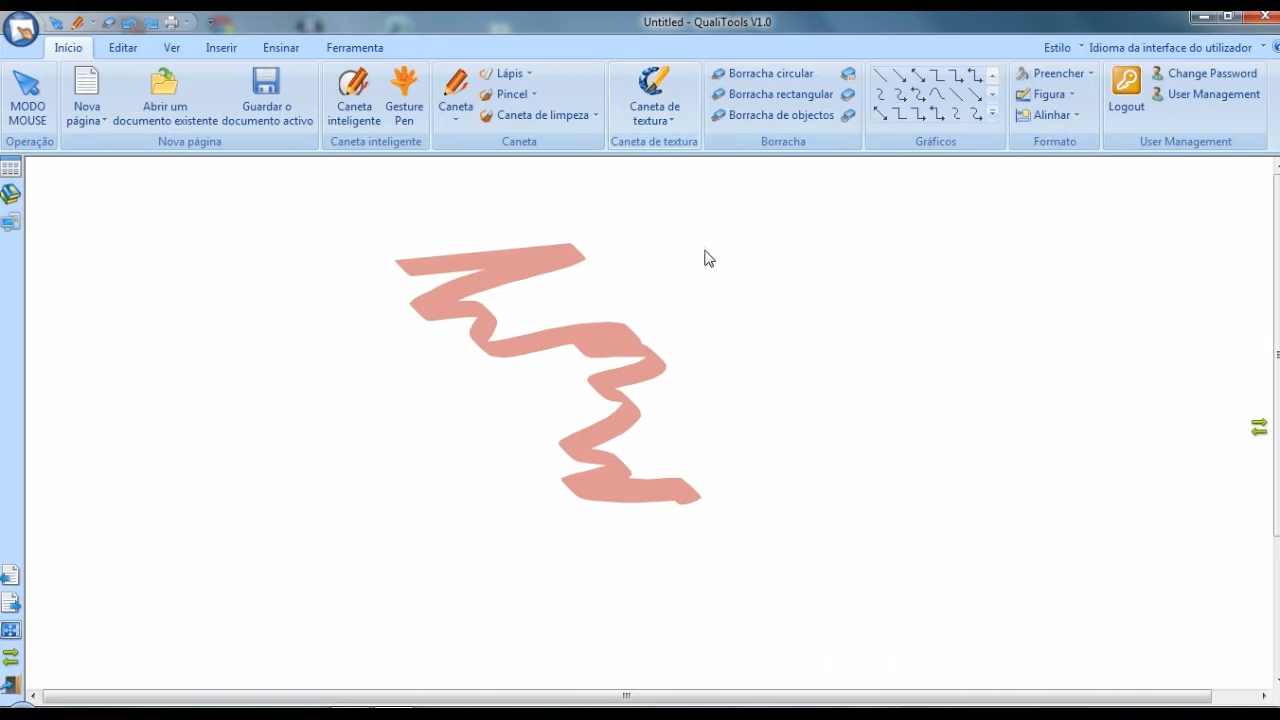 Untitled - QualiTools V1.0
Início Editar Ver Inserir Ensinar Ferramenta Estilo Idioma da interface do utilizador
MODO MOUSE
Operação
Nova página
Abrir um documento existente
Guardar o documento activo
Nova página
Caneta inteligente
Gesture Pen
Caneta inteligente
Caneta
Lápis
Pincel
Caneta de limpeza
Caneta
Caneta de textura
Caneta de textura
Borracha circular
Borracha rectangular
Borracha de objectos
Borracha
Gráficos
Preencher
Figura
Alinhar
Formato
Logout
Change Password
User Management
User Management